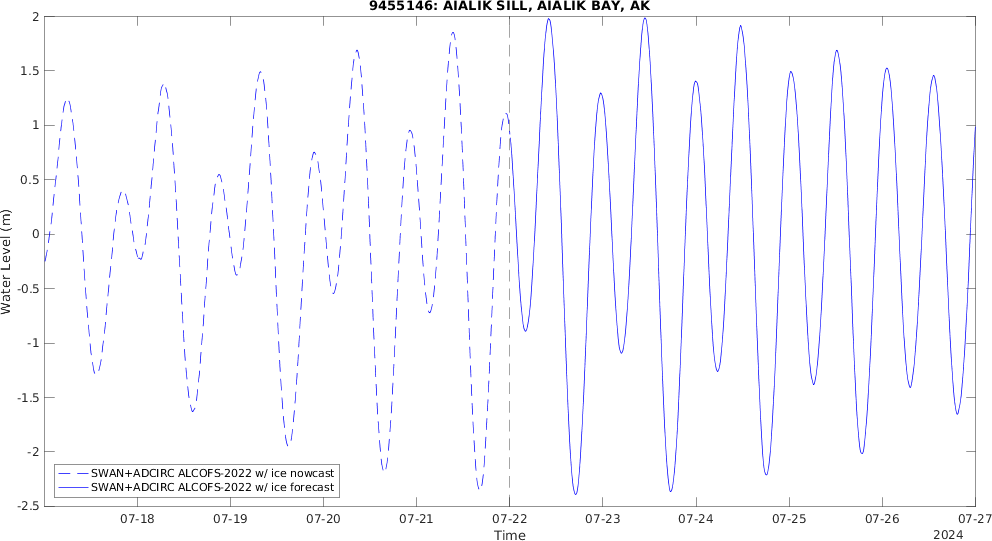 9455146: AIALIK SILL, AIALIK BAY, AK
2
1.5
1
0.5
0
-0.5
-1
-1.5
-2
-2.5
Water Level (m)
SWAN+ADCIRC ALCOFS-2022 w/ ice nowcast
SWAN+ADCIRC ALCOFS-2022 w/ ice forecast
07-18 07-19 07-20 07-21 07-22 07-23 07-24 07-25 07-26 07-27
Time
2024